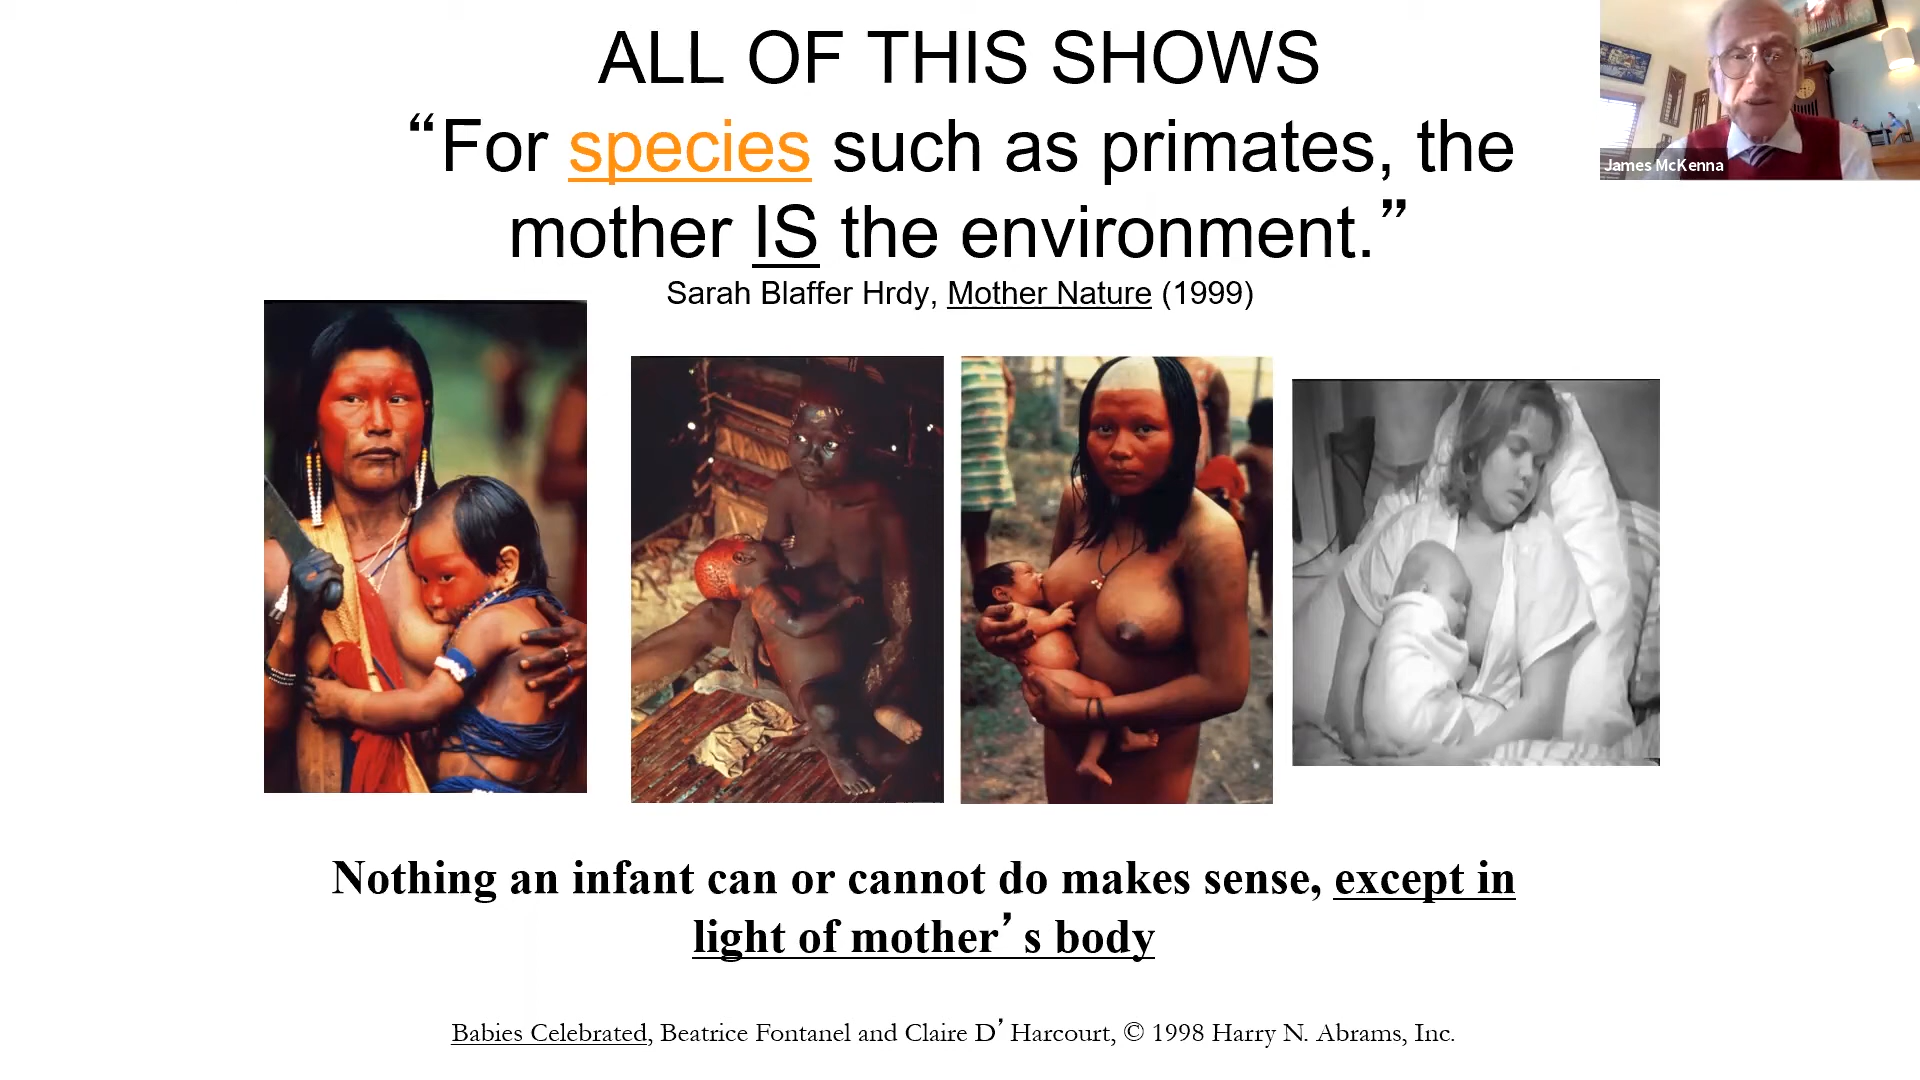 ALL OF THIS SHOWS
“For species such as primates, the
mother IS the environment.”
Sarah Blaffer Hrdy, Mother Nature (1999)
James McKenna
Nothing an infant can or cannot do makes sense, except in
light of mother’s body
Babies Celebrated, Beatrice Fontanel and Claire D’Harcourt, © 1998 Harry N. Abrams, Inc.